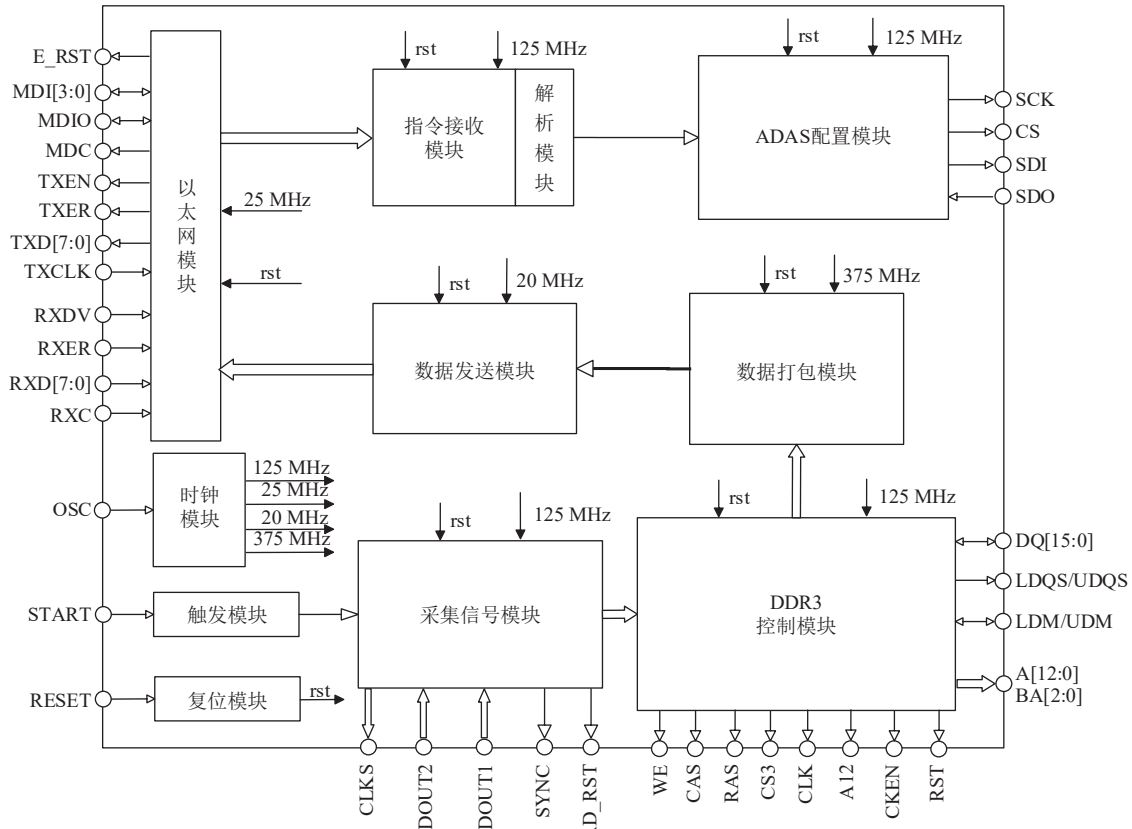 E_RST
MDI[3:0]
MDIO
MDC
TXEN
TXER
TXD[7:0]
TXCLK
RXDV
RXER
RXD[7:0]
RXC
以太网模块
25 MHz
rst
rst
125 MHz
指令接收
模块
解析模块
rst
125 MHz
ADAS配置模块
SCK
CS
SDI
SDO
rst
20 MHz
数据发送模块
rst
375 MHz
数据打包模块
OSC
时钟
模块
125 MHz
25 MHz
20 MHz
375 MHz
START
触发模块
RESET
复位模块
rst
rst
125 MHz
采集信号模块
rst
125 MHz
DDR3
控制模块
DQ[15:0]
LDQS/UDQS
LDM/UDM
A[12:0]
BA[2:0]
CLKS
DOUT2
DOUT1
SYNC
AD_RST
WE
CAS
RAS
CS3
CLK
A12
CKEN
RST